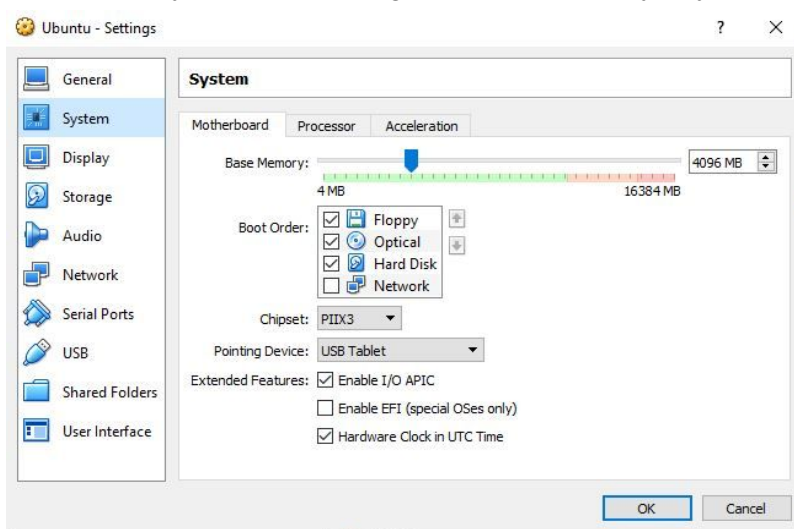 Ubuntu - Settings ? ×
General
System
Display
Storage
Audio
Network
Serial Ports
USB
Shared Folders
User Interface
System
Motherboard Processor Acceleration
Base Memory: 4096 MB
4 MB 16384 MB
Boot Order: Floppy
Optical
Hard Disk
Network
Chipset: PIIX3
Pointing Device: USB Tablet
Extended Features: Enable I/O APIC
Enable EFI (special OSes only)
Hardware Clock in UTC Time
OK Cancel